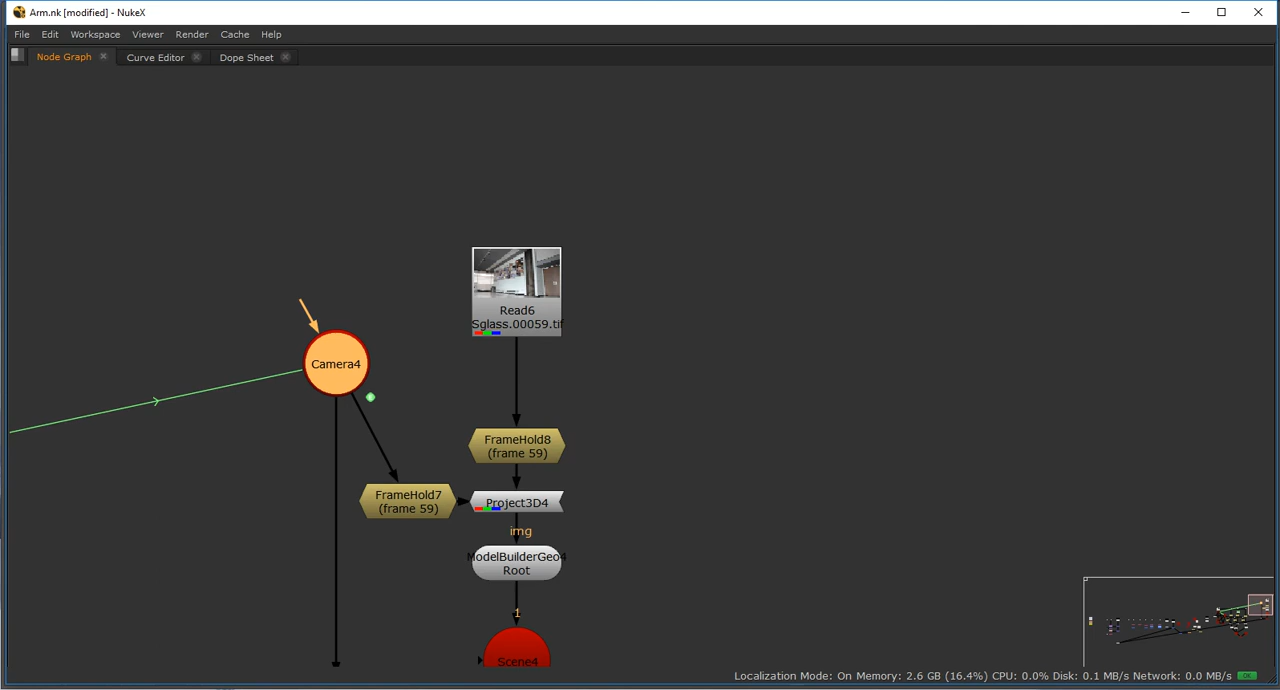 Arm.nk [modified] - NukeX
File Edit Workspace Viewer Render Cache Help
Node Graph Curve Editor Dope Sheet
Read6
Sglass.00059.tif
Camera4
FrameHold8
(frame 59)
FrameHold7
(frame 59)
Project3D4
img
ModelBuilderGeo4
Root
1
Scene4
Localization Mode: On Memory: 2.6 GB (16.4%) CPU: 0.0% Disk: 0.1 MB/s Network: 0.0 MB/s OK